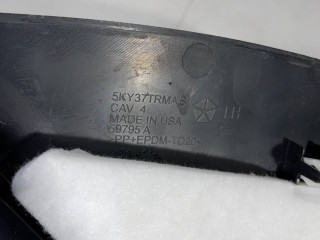 5KY37TRMAB
CAV 4
MADE IN USA
69795 A
>PP+EPDM-TD20<